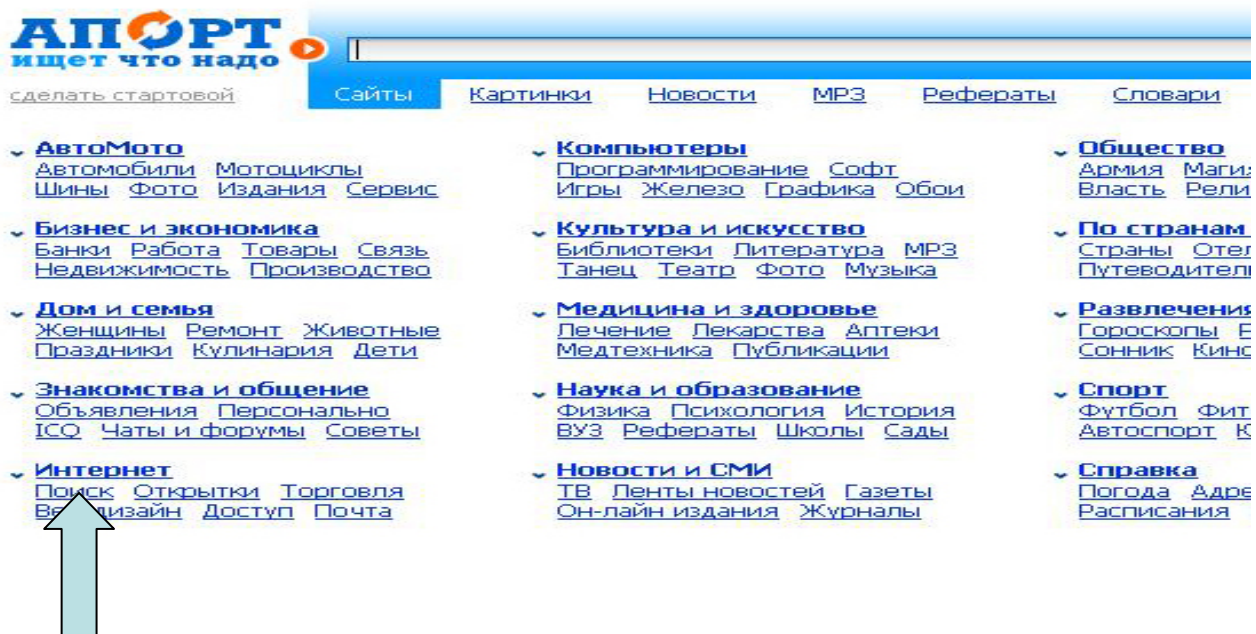 АПОРТ
ищет что надо
сделать стартовой
Сайты Картинки Новости MP3 Рефераты Словари
АвтоМото
Автомобили Мотоциклы
Шины Фото Издания Сервис
Бизнес и экономика
Банки Работа Товары Связь
Недвижимость Производство
Дом и семья
Женщины Ремонт Животные
Праздники Кулинария Дети
Знакомства и общение
Объявления Персонально
ICQ Чаты и форумы Советы
Интернет
Поиск Открытки Торговля
Доступ Почта
Компьютеры
Программирование Софт
Игры Железо Графика Обои
Культура и искусство
Библиотеки Литература MP3
Танец Театр Фото Музыка
Медицина и здоровье
Лечение Лекарства Аптеки
Медтехника Публикации
Наука и образование
Физика Психология История
ВУЗ Рефераты Школы Сады
Новости и СМИ
ТВ Ленты новостей Газеты
Он-лайн издания Журналы
Общество
Армия
Власть
По странам
Страны
Развлечения
Гороскопы
Сонник
Спорт
Футбол
Автоспорт
Справка
Погода
Расписания